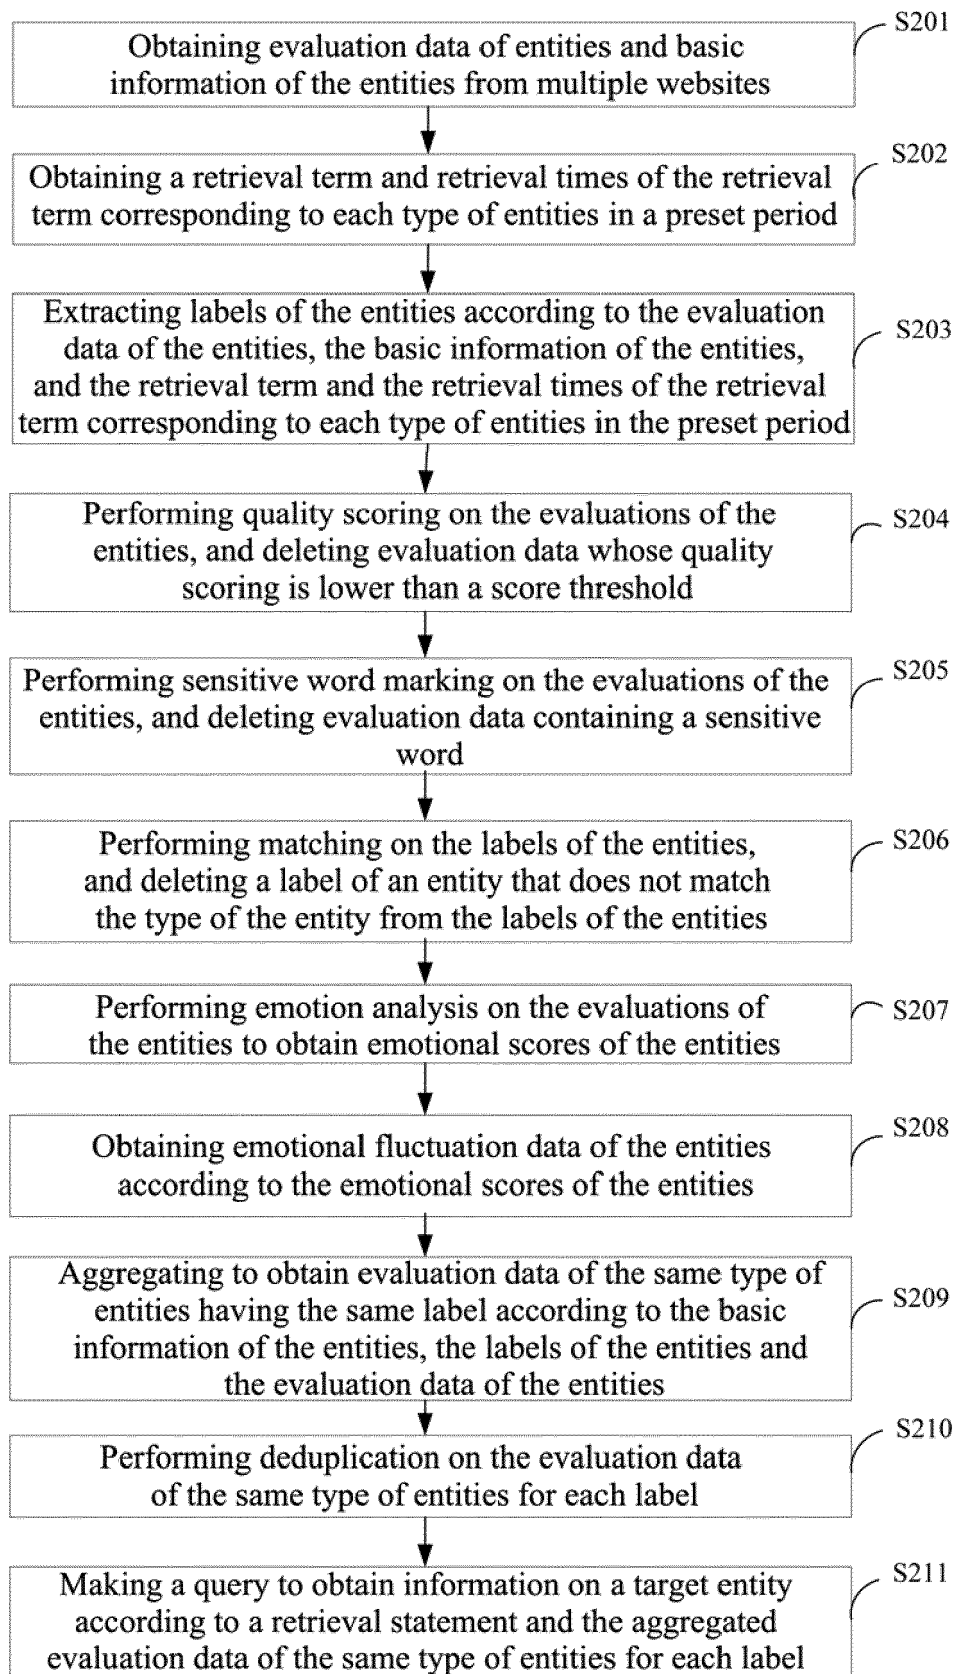 S201
Obtaining evaluation data of entities and basic
information of the entities from multiple websites
S202
Obtaining a retrieval term and retrieval times of the retrieval
term corresponding to each type of entities in a preset period
S203
Extracting labels of the entities according to the evaluation
data of the entities, the basic information of the entities,
and the retrieval term and the retrieval times of the retrieval
term corresponding to each type of entities in the preset period
S204
Performing quality scoring on the evaluations of the
entities, and deleting evaluation data whose quality
scoring is lower than a score threshold
S205
Performing sensitive word marking on the evaluations of the
entities, and deleting evaluation data containing a sensitive
word
S206
Performing matching on the labels of the entities,
and deleting a label of an entity that does not match
the type of the entity from the labels of the entities
S207
Performing emotion analysis on the evaluations of
the entities to obtain emotional scores of the entities
S208
Obtaining emotional fluctuation data of the entities
according to the emotional scores of the entities
S209
Aggregating to obtain evaluation data of the same type of
entities having the same label according to the basic
information of the entities, the labels of the entities and
the evaluation data of the entities
S210
Performing deduplication on the evaluation data
of the same type of entities for each label
S211
Making a query to obtain information on a target entity
according to a retrieval statement and the aggregated
evaluation data of the same type of entities for each label